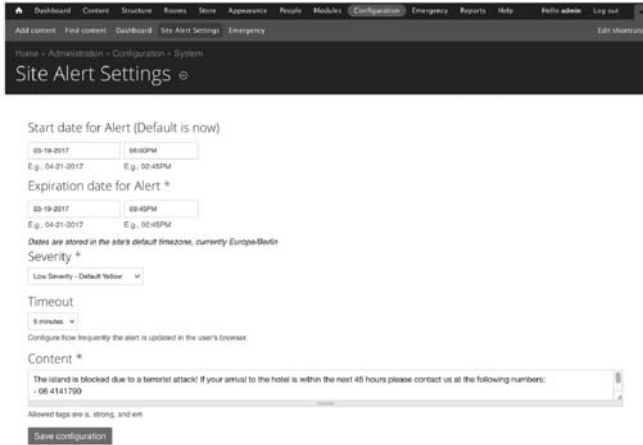 Dashboard Content Structure Rooms Store Appearance People Modules Configuration Emergency Reports Help Hello admin Log out
Add content Find content Dashboard Site Alert Settings Emergency Edit shortcuts
Home » Administration » Configuration » System
Site Alert Settings
Start date for Alert (Default is now)
03-19-2017 06:00PM
E.g., 04-21-2017 E.g., 02:45PM
Expiration date for Alert *
03-19-2017 09:45PM
E.g., 04-21-2017 E.g., 02:45PM
Dates are stored in the site's default timezone, currently Europe/Berlin
Severity *
Low Severity - Default Yellow
Timeout
5 minutes
Configure how frequently the alert is updated in the user's browser.
Content *
The island is blocked due to a terrorist attack! If your arrival to the hotel is within the next 45 hours please contact us at the following numbers:
- 06 4141799
Allowed tags are a, strong, and em
Save configuration